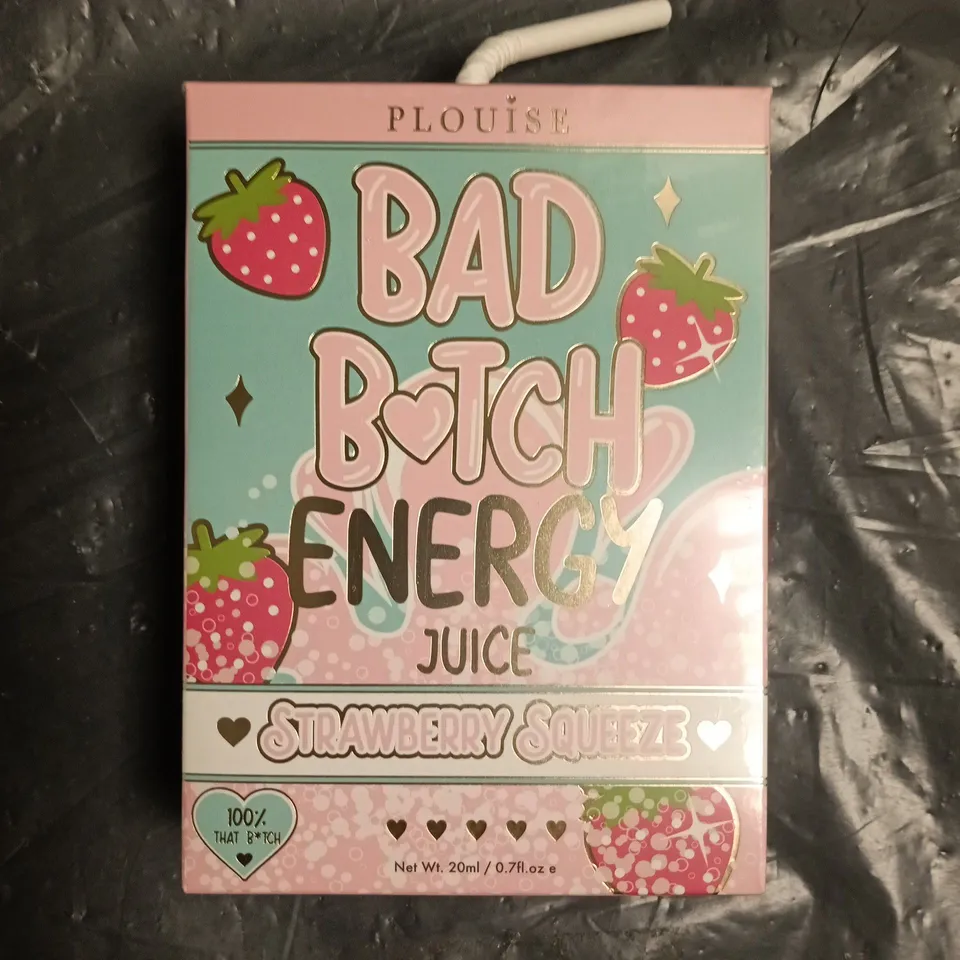 PLOUISE
BAD
B♥TCH
ENERGY
JUICE
STRAWBERRY SQUEEZE
100%
THAT B*TCH
Net Wt. 20ml / 0.7fl.oz e